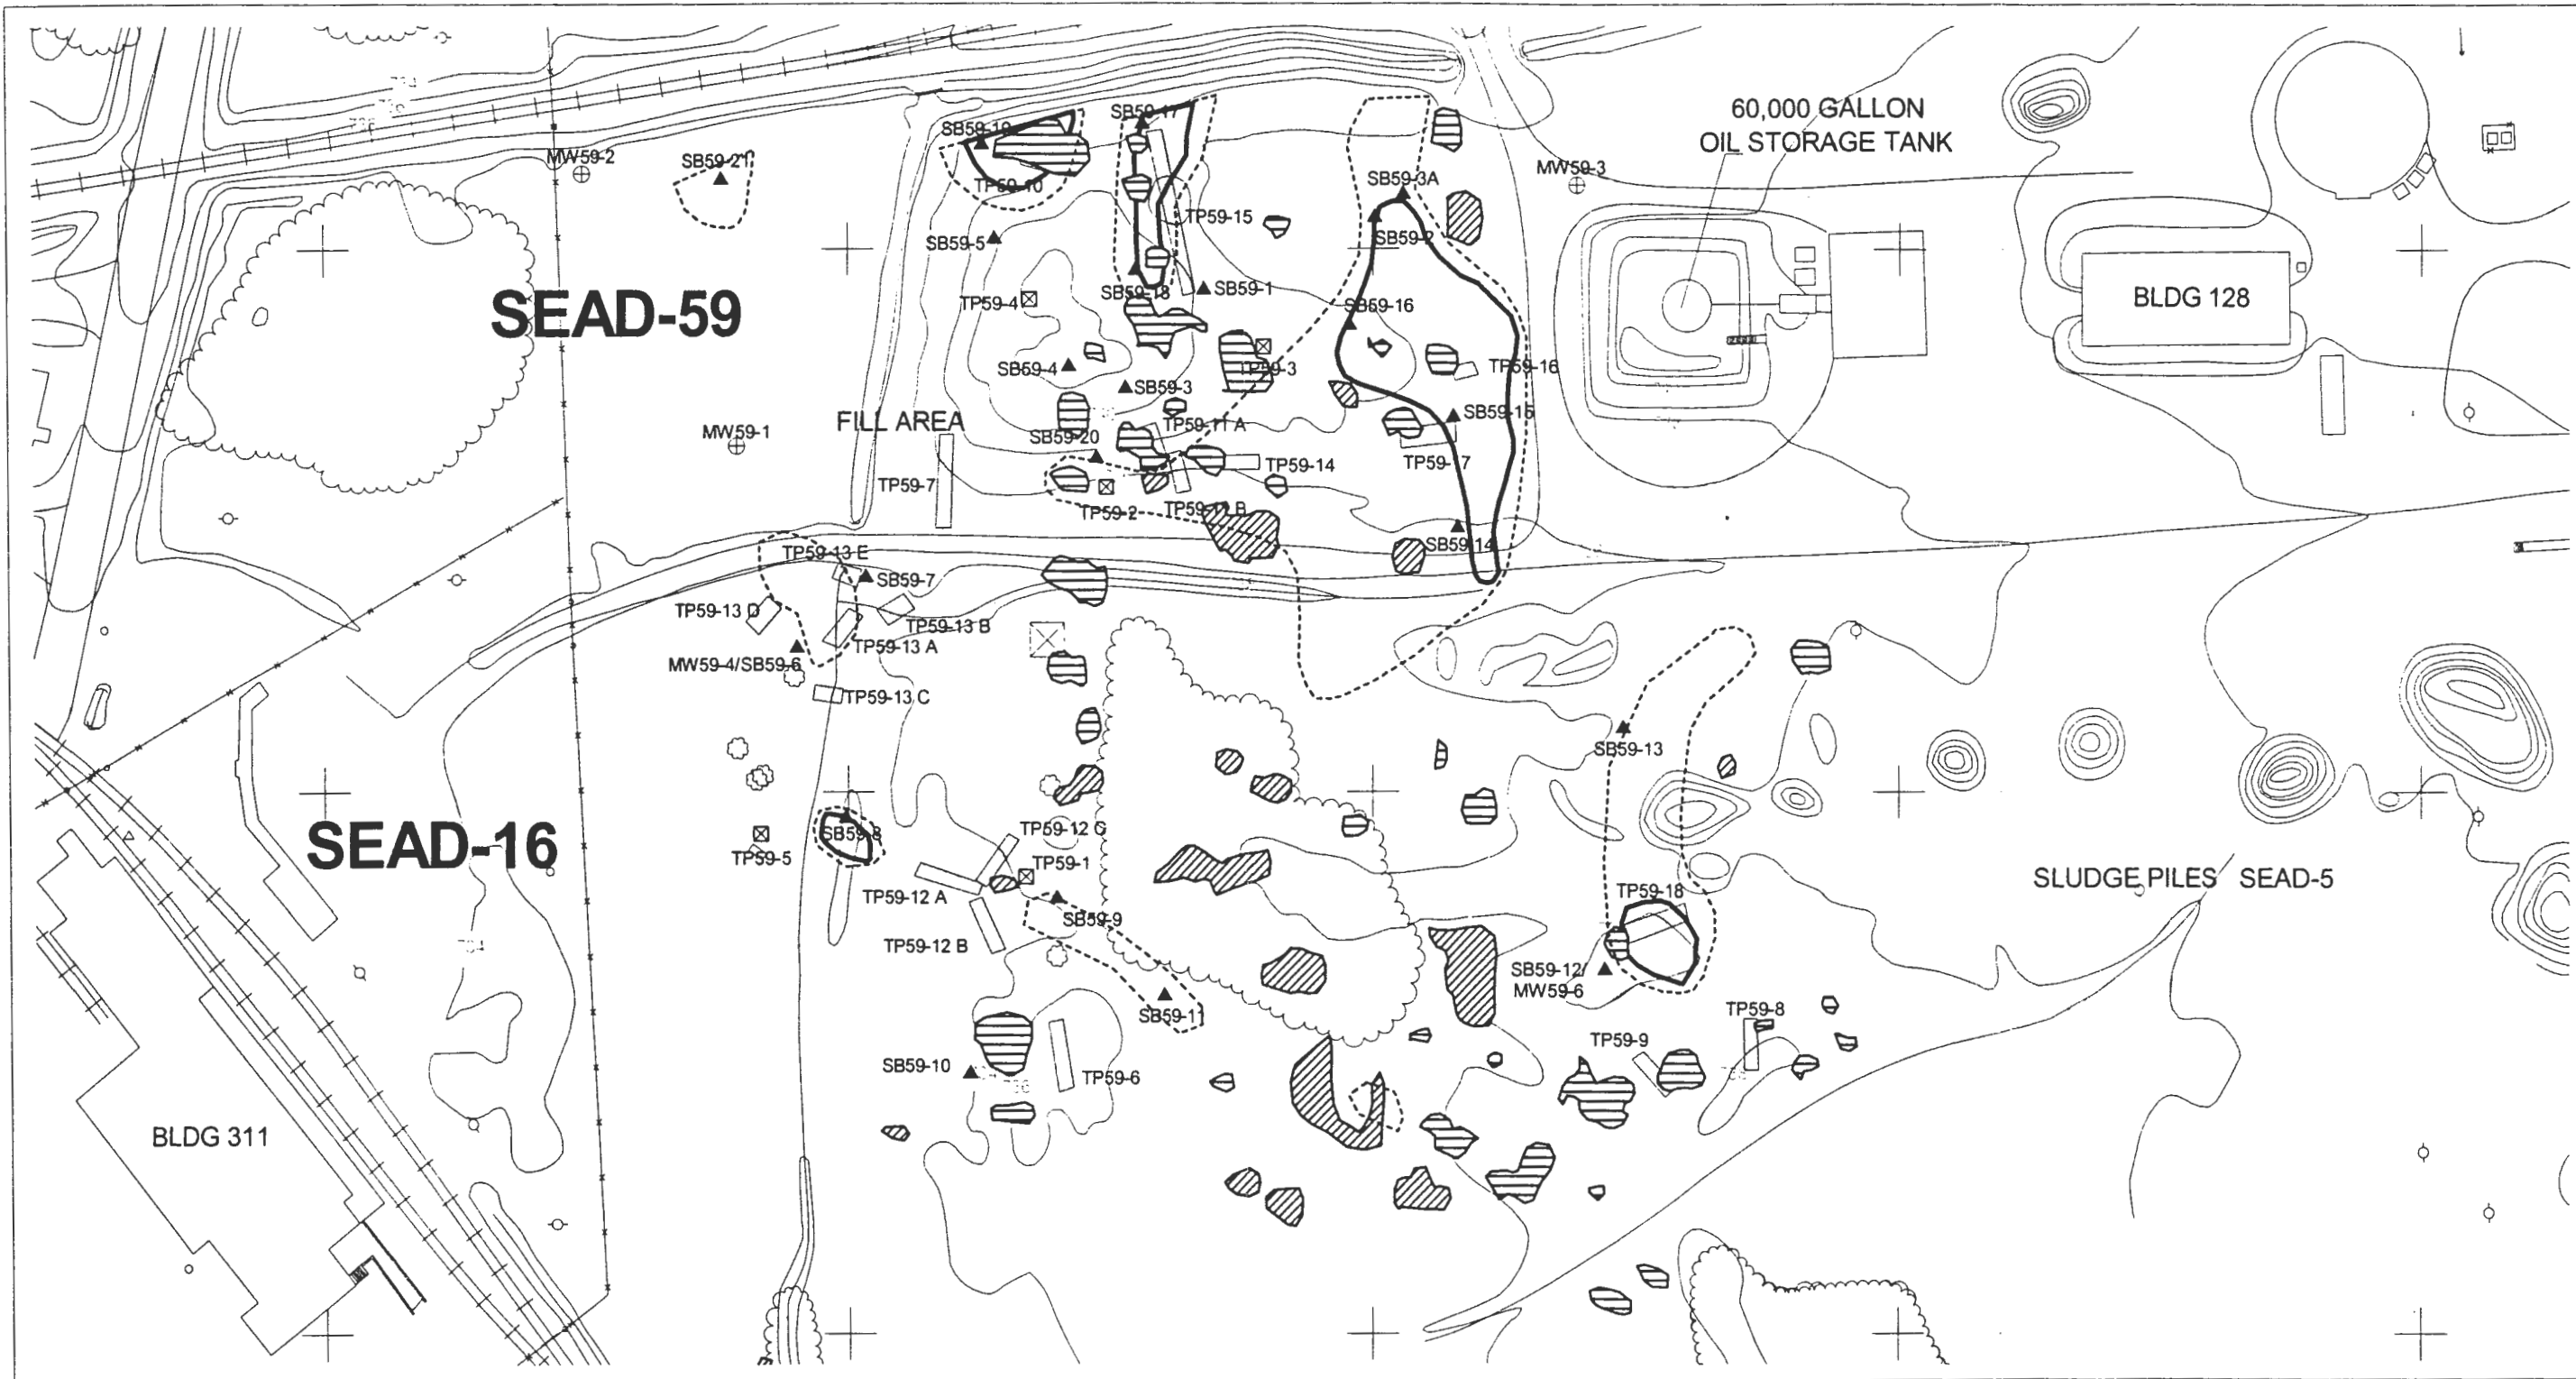 60,000 GALLON
OIL STORAGE TANK
SB59-19
SB59-17
MW59-2
SB59-21
MW59-3
SB59-3A
TP59-10
TP59-15
SB59-5
SB59-2
SEAD-59
TP59-4
SB59-18
SB59-1
SB59-16
BLDG 128
SB59-4
TP59-3
TP59-16
SB59-3
SB59-15
FILL AREA
MW59-1
SB59-20
TP59-11 A
TP59-14
TP59-17
TP59-7
TP59-2
TP59-11 B
SB59-14
TP59-13 E
SB59-7
TP59-13 D
TP59-13 B
TP59-13 A
MW59-4/SB59-6
TP59-13 C
SB59-13
SEAD-16
SB59-8
TP59-12 C
TP59-5
TP59-1
TP59-12 A
SLUDGE PILES SEAD-5
TP59-18
SB59-9
TP59-12 B
SB59-12/
MW59-6
SB59-11
TP59-8
TP59-9
SB59-10
TP59-6
BLDG 311